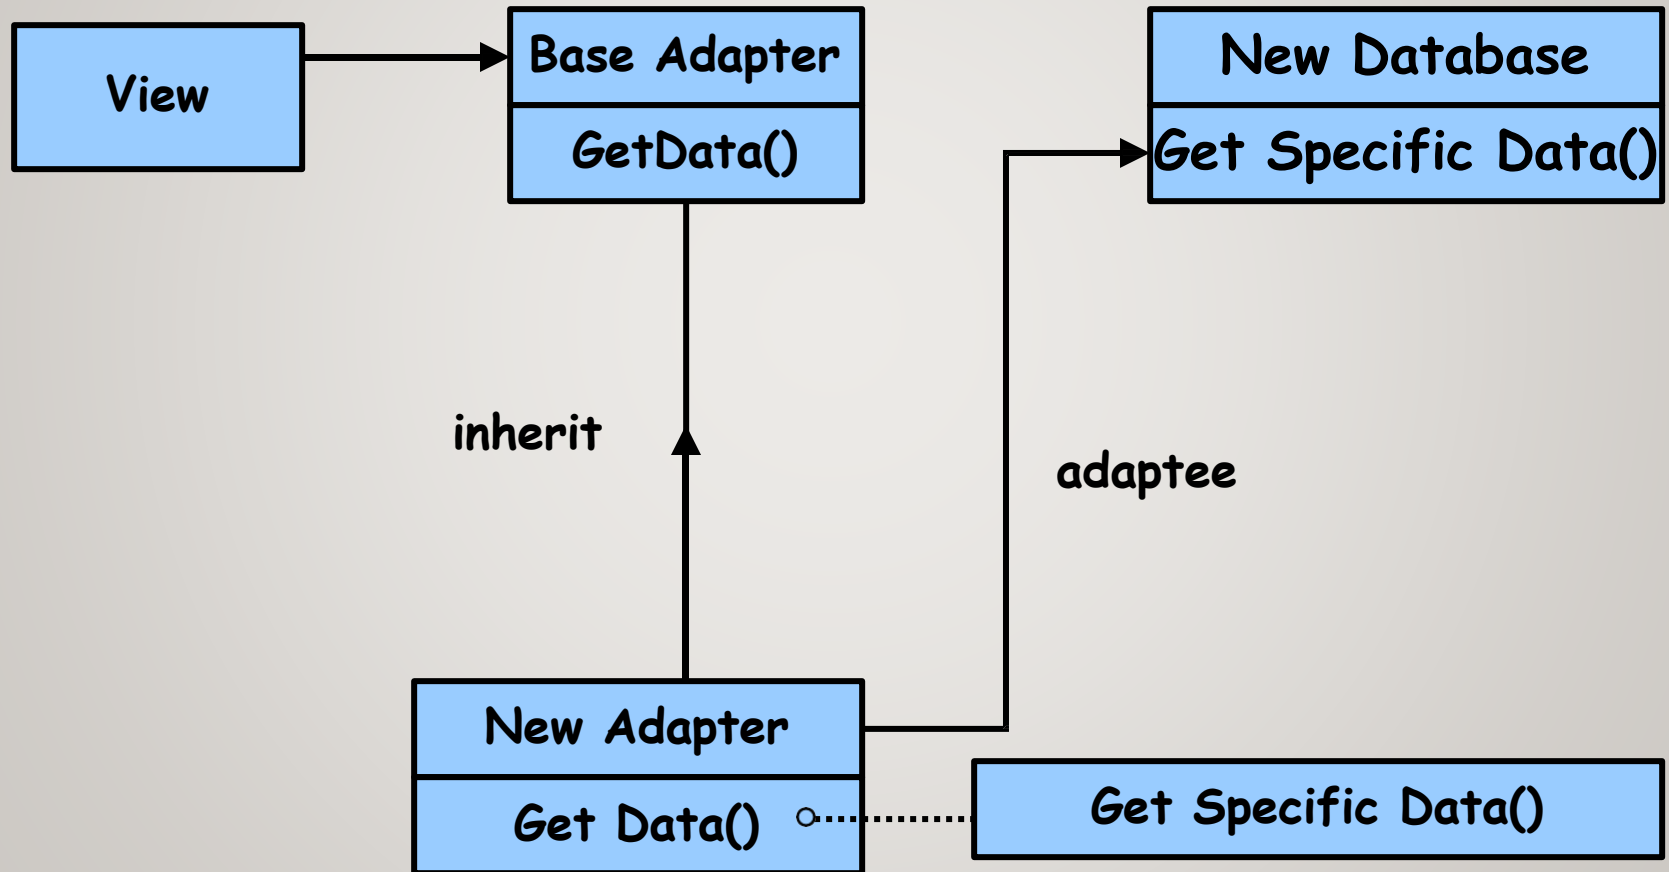 View
Base Adapter
GetData()
New Database
Get Specific Data()
inherit
adaptee
New Adapter
Get Data()
Get Specific Data()